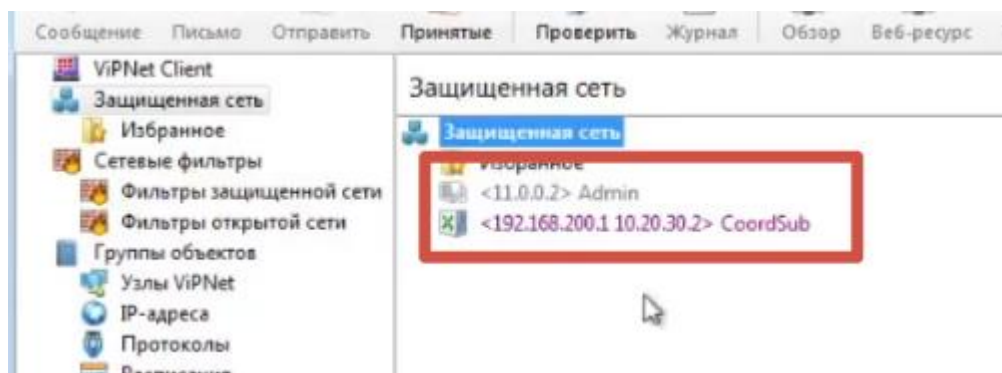 Сообщение Письмо Отправить Принятые Проверить Журнал Обзор Веб-ресурс
ViPNet Client
Защищенная сеть
Избранное
Сетевые фильтры
Фильтры защищенной сети
Фильтры открытой сети
Группы объектов
Узлы ViPNet
IP-адреса
Протоколы
Защищенная сеть
Защищенная сеть
Избранное
<11.0.0.2> Admin
<192.168.200.1 10.20.30.2> CoordSub